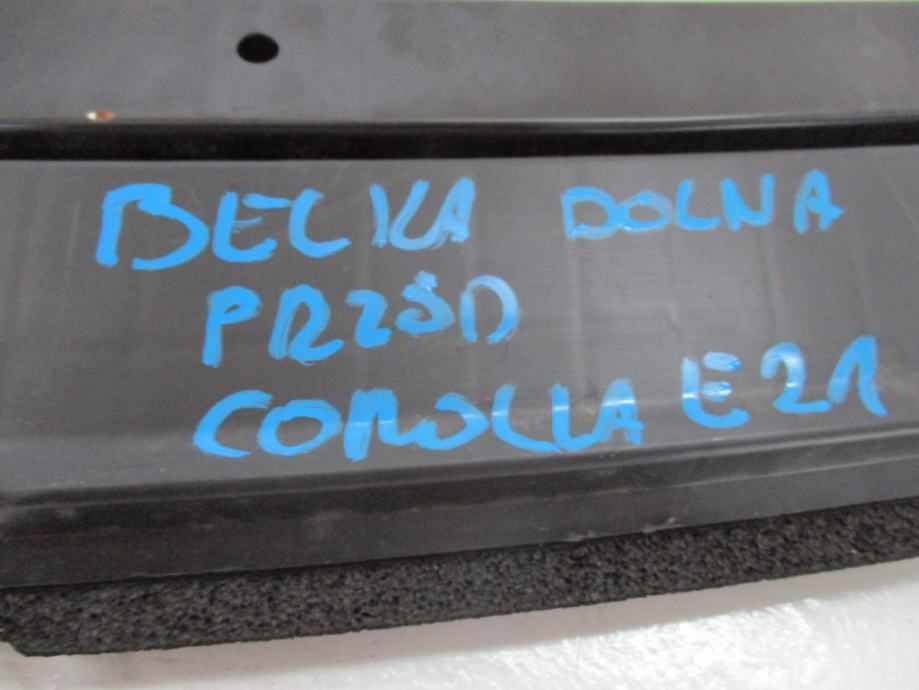 BELKA DOLNA
PRZÓD
COROLLA E21